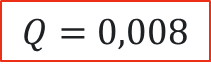 Q = 0,008